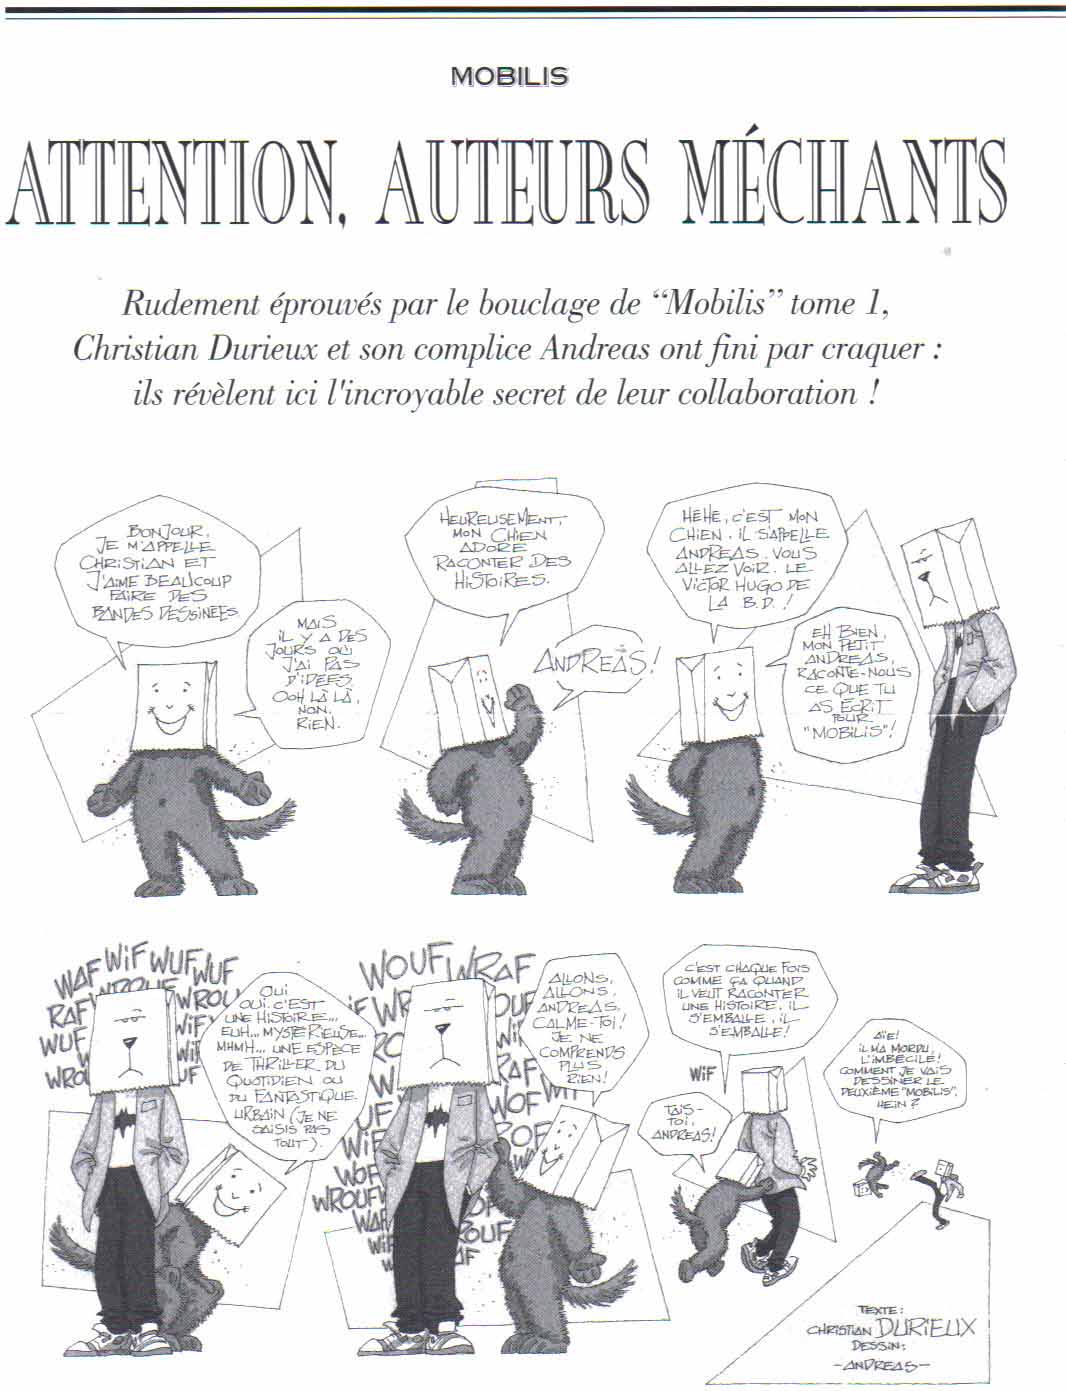 MOBILIS
ATTENTION, AUTEURS MÉCHANTS
Rudement éprouvés par le bouclage de “Mobilis” tome 1,
Christian Durieux et son complice Andreas ont fini par craquer :
ils révèlent ici l'incroyable secret de leur collaboration !
BONJOUR,
JE M'APPELLE
CHRISTIAN ET
J'AIME BEAUCOUP
FAIRE DES
BANDES DESSINÉES.
MAIS
IL Y A DES
JOURS OÙ
J'AI PAS
D'IDÉES
OOH LÀ LÀ,
NON.
RIEN.
HEUREUSEMENT,
MON CHIEN
ADORE
RACONTER DES
HISTOIRES.
ANDREAS!
HÉHÉ, C'EST MON
CHIEN. IL S'APPELLE
ANDREAS. VOUS
ALLEZ VOIR. LE
VICTOR HUGO DE
LA B.D.!
EH BIEN,
MON PETIT
ANDREAS,
RACONTE-NOUS
CE QUE TU
AS ÉCRIT
POUR
"MOBILIS"!
WAF WIF WUF WUF
RAF WROUF WROU
WUF WIF
WROU UF
OUI
OUI. C'EST
UNE HISTOIRE...
EUH... MYSTÉRIEUSE...
MHMH... UNE ESPÈCE
DE THRILLER DU
QUOTIDIEN OU
DU FANTASTIQUE
URBAIN (JE NE
SAISIS PAS
TOUT).
WOUF WRAF
ALLONS,
ALLONS,
ANDREAS,
CALME-TOI!
JE NE
COMPRENDS
PLUS
RIEN!
WUF
WIF
WOF
WROUF
WAF
WROUF
C'EST CHAQUE FOIS
COMME ÇA QUAND
IL VEUT RACONTER
UNE HISTOIRE. IL
S'EMBALLE, IL
S'EMBALLE!
WIF
TAIS-
TOI,
ANDREAS!
AÏE!
IL M'A MORDU,
L'IMBÉCILE!
COMMENT JE VAIS
DESSINER LE
DEUXIÈME "MOBILIS",
HEIN?
TEXTE:
CHRISTIAN DURIEUX
DESSIN:
-ANDREAS-